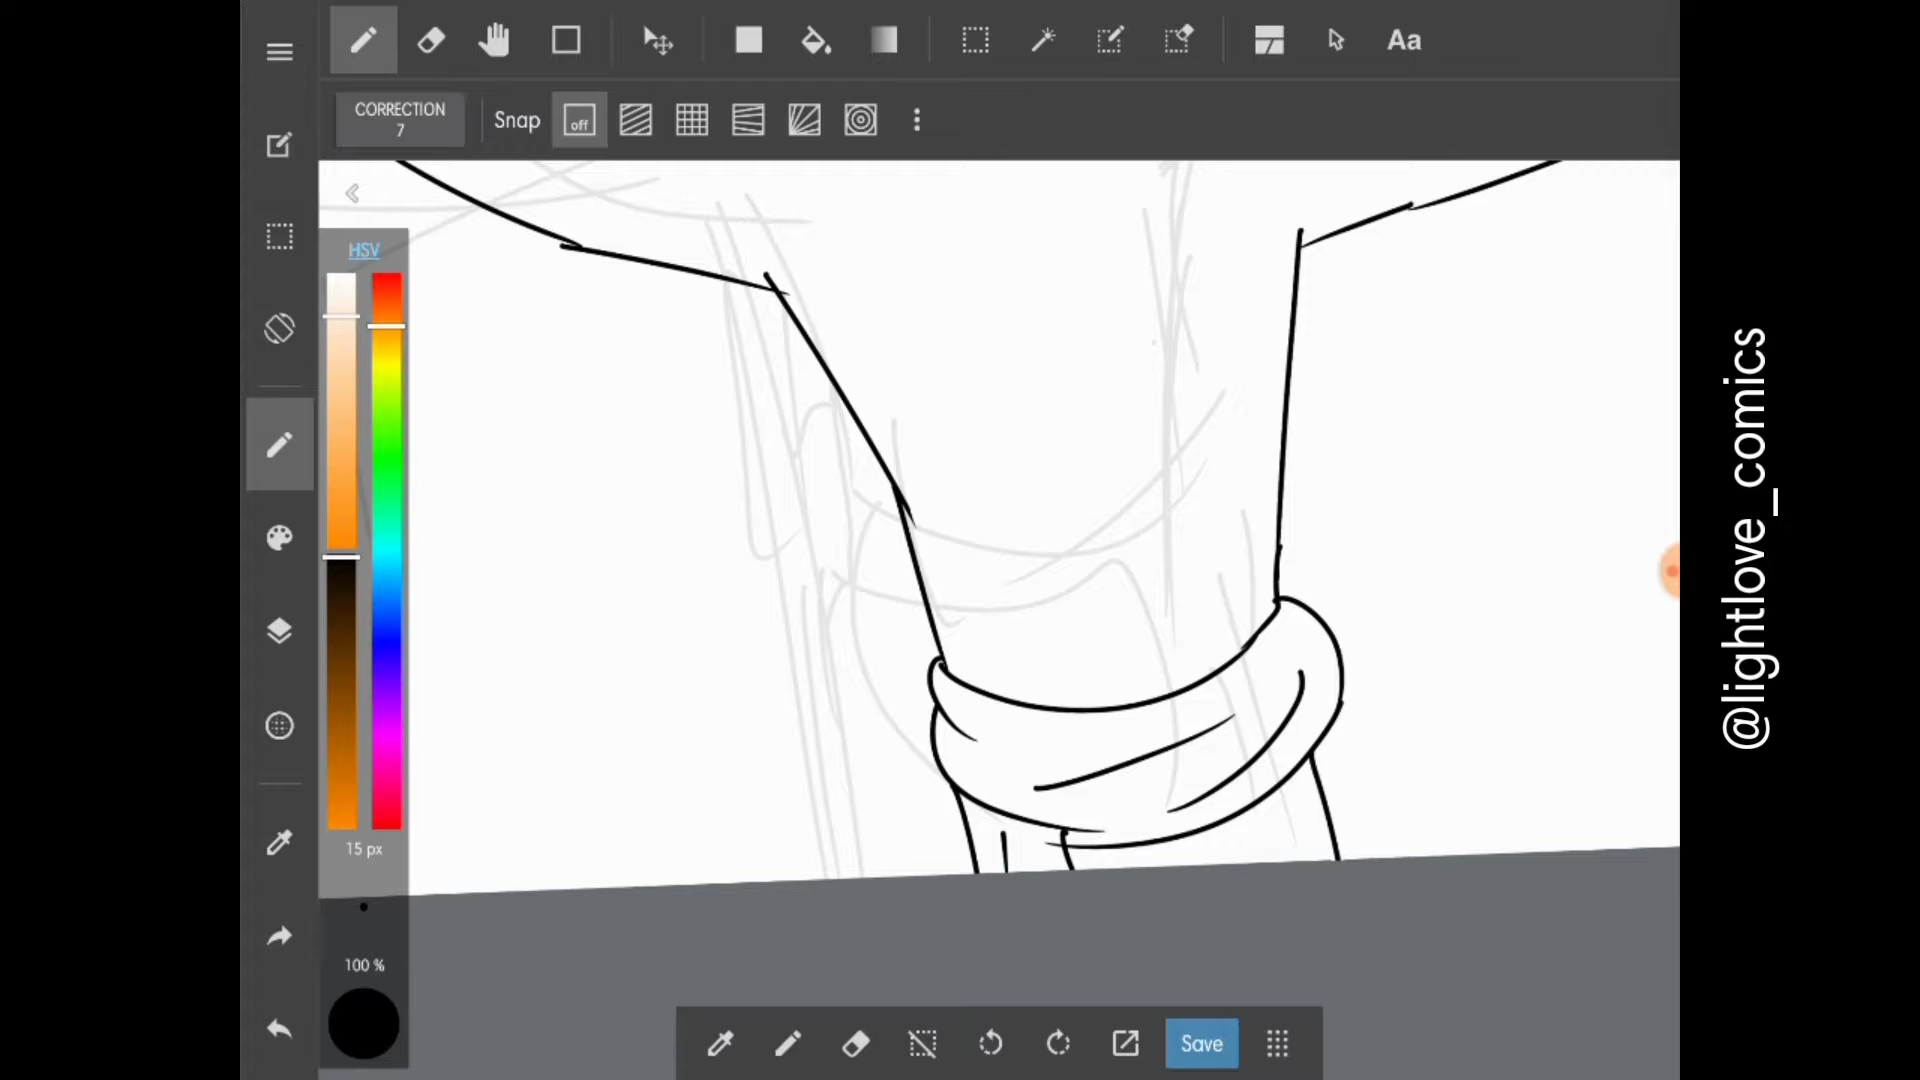 Aa
CORRECTION
7
Snap
off
HSV
15 px
100 %
Save
@lightlove_comics